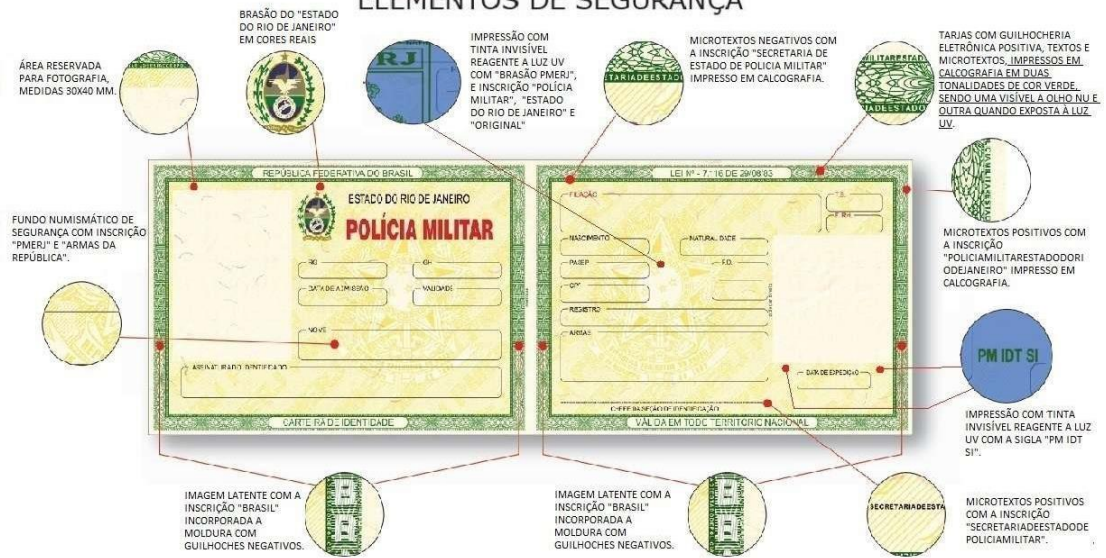 ELEMENTOS DE SEGURANÇA
ÁREA RESERVADA
PARA FOTOGRAFIA,
MEDIDAS 30X40 MM.
BRASÃO DO "ESTADO
DO RIO DE JANEIRO"
EM CORES REAIS
RJ
IMPRESSÃO COM
TINTA INVISÍVEL
REAGENTE A LUZ UV
COM "BRASÃO PMERJ",
E INSCRIÇÃO "POLÍCIA
MILITAR", "ESTADO
DO RIO DE JANEIRO" E
"ORIGINAL"
ETARIADEESTADO
MICROTEXTOS NEGATIVOS COM
A INSCRIÇÃO "SECRETARIA DE
ESTADO DE POLICIA MILITAR"
IMPRESSO EM CALCOGRAFIA.
MILITARESTAD
IADEESTADO
TARJAS COM GUILHOCHERIA
ELETRÔNICA POSITIVA, TEXTOS E
MICROTEXTOS, IMPRESSOS EM
CALCOGRAFIA EM DUAS
TONALIDADES DE COR VERDE,
SENDO UMA VISÍVEL A OLHO NU E
OUTRA QUANDO EXPOSTA À LUZ
UV.
FUNDO NUMISMÁTICO DE
SEGURANÇA COM INSCRIÇÃO
"PMERJ" E "ARMAS DA
REPÚBLICA".
REPÚBLICA FEDERATIVA DO BRASIL
ESTADO DO RIO DE JANEIRO
POLÍCIA MILITAR
RG
GH
DATA DE ADMISSÃO
VALIDADE
NOME
ASSINATURA DO IDENTIFICADO
CARTEIRA DE IDENTIDADE
LEI Nº - 7.116 DE 29/08/83
FILAÇÃO
T.S.
F. RH
NASCIMENTO
NATURALIDADE
PASEP
F.D.
CPF
REGISTRO
ARMAS
DATA DE EXPEDIÇÃO
CHEFE DA SEÇÃO DE IDENTIFICAÇÃO
VÁLIDA EM TODO TERRITÓRIO NACIONAL
MICROTEXTOS POSITIVOS COM
A INSCRIÇÃO
"POLICIAMILITARESTADODORI
ODEJANEIRO" IMPRESSO EM
CALCOGRAFIA.
PM IDT SI
IMPRESSÃO COM TINTA
INVISÍVEL REAGENTE A LUZ
UV COM A SIGLA "PM IDT
SI".
IMAGEM LATENTE COM A
INSCRIÇÃO "BRASIL"
INCORPORADA A
MOLDURA COM
GUILHOCHES NEGATIVOS.
IMAGEM LATENTE COM A
INSCRIÇÃO "BRASIL"
INCORPORADA A
MOLDURA COM
GUILHOCHES NEGATIVOS.
SECRETARIADEESTA
MICROTEXTOS POSITIVOS
COM A INSCRIÇÃO
"SECRETARIADEESTADODE
POLICIAMILITAR".